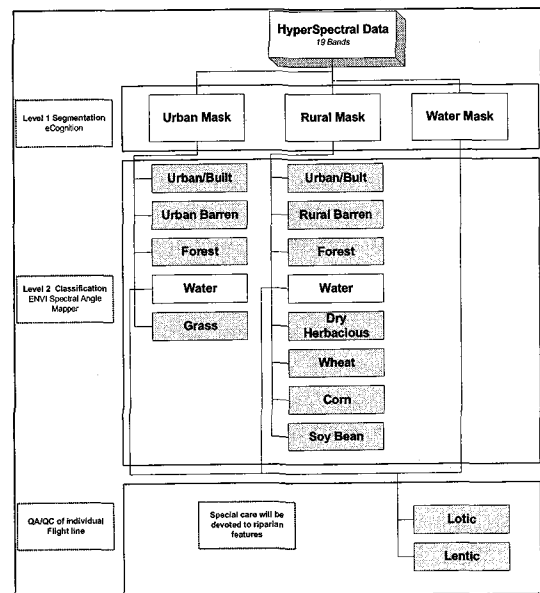 HyperSpectral Data
19 Bands
Level 1 Segmentation
eCognition
Urban Mask
Rural Mask
Water Mask
Level 2 Classification
ENVI Spectral Angle
Mapper
Urban/Built
Urban Barren
Forest
Water
Grass
Urban/Built
Rural Barren
Forest
Water
Dry
Herbacious
Wheat
Corn
Soy Bean
QA/QC of individual
Flight line
Special care will be
devoted to riparian
features
Lotic
Lentic